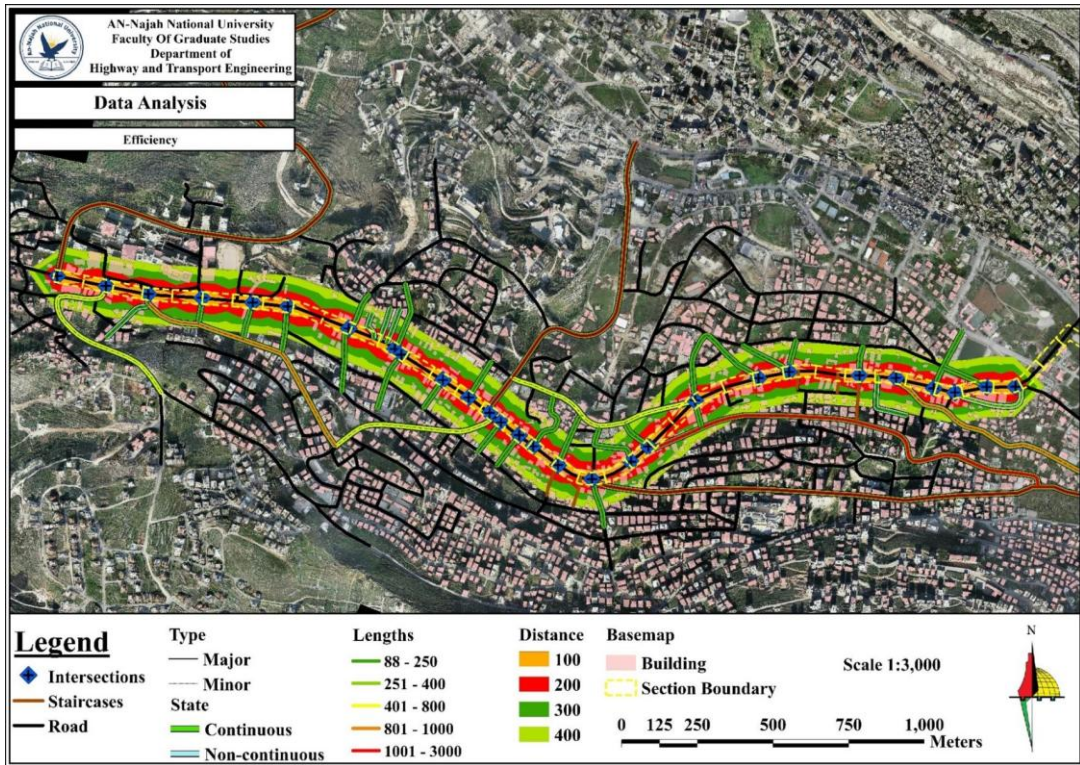 AN-Najah National University
Faculty Of Graduate Studies
Department of
Highway and Transport Engineering
Data Analysis
Efficiency
Legend
Intersections
Staircases
Road
Type
Major
Minor
State
Continuous
Non-continuous
Lengths
88 - 250
251 - 400
401 - 800
801 - 1000
1001 - 3000
Distance
100
200
300
400
Basemap
Building
Section Boundary
Scale 1:3,000
0 125 250 500 750 1,000
Meters
N